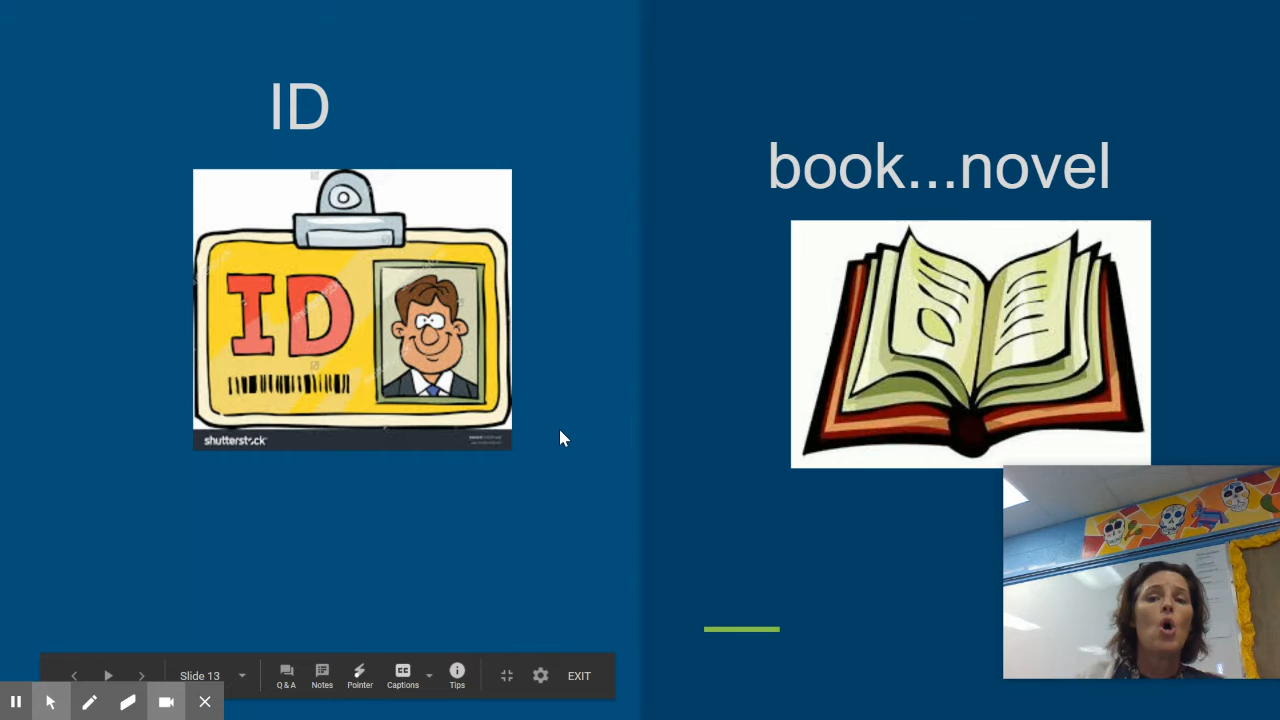 ID
book...novel
ID
shutterstock
Slide 13
Q & A
Notes
Pointer
Captions
Tips
EXIT